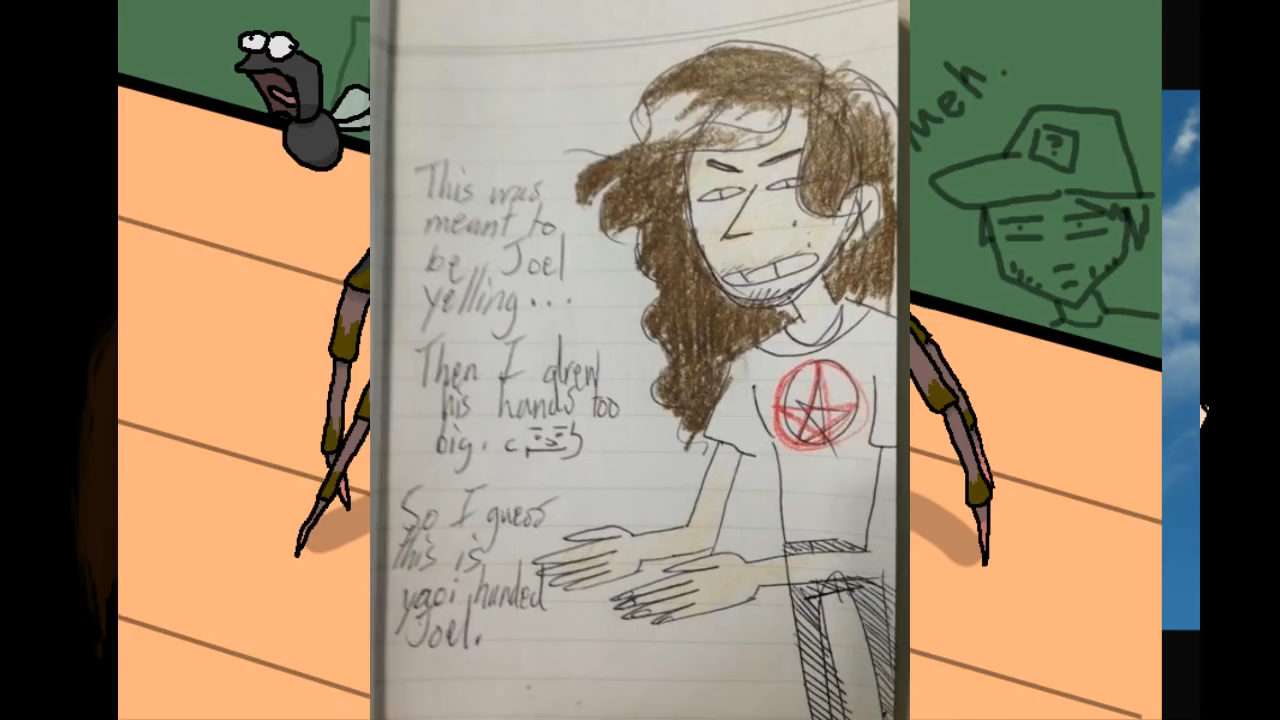 This was
meant to
be Joel
yelling...
Then I drew
his hands too
big.
So I guess
this is
yaoi handed
Joel.
meh.
?